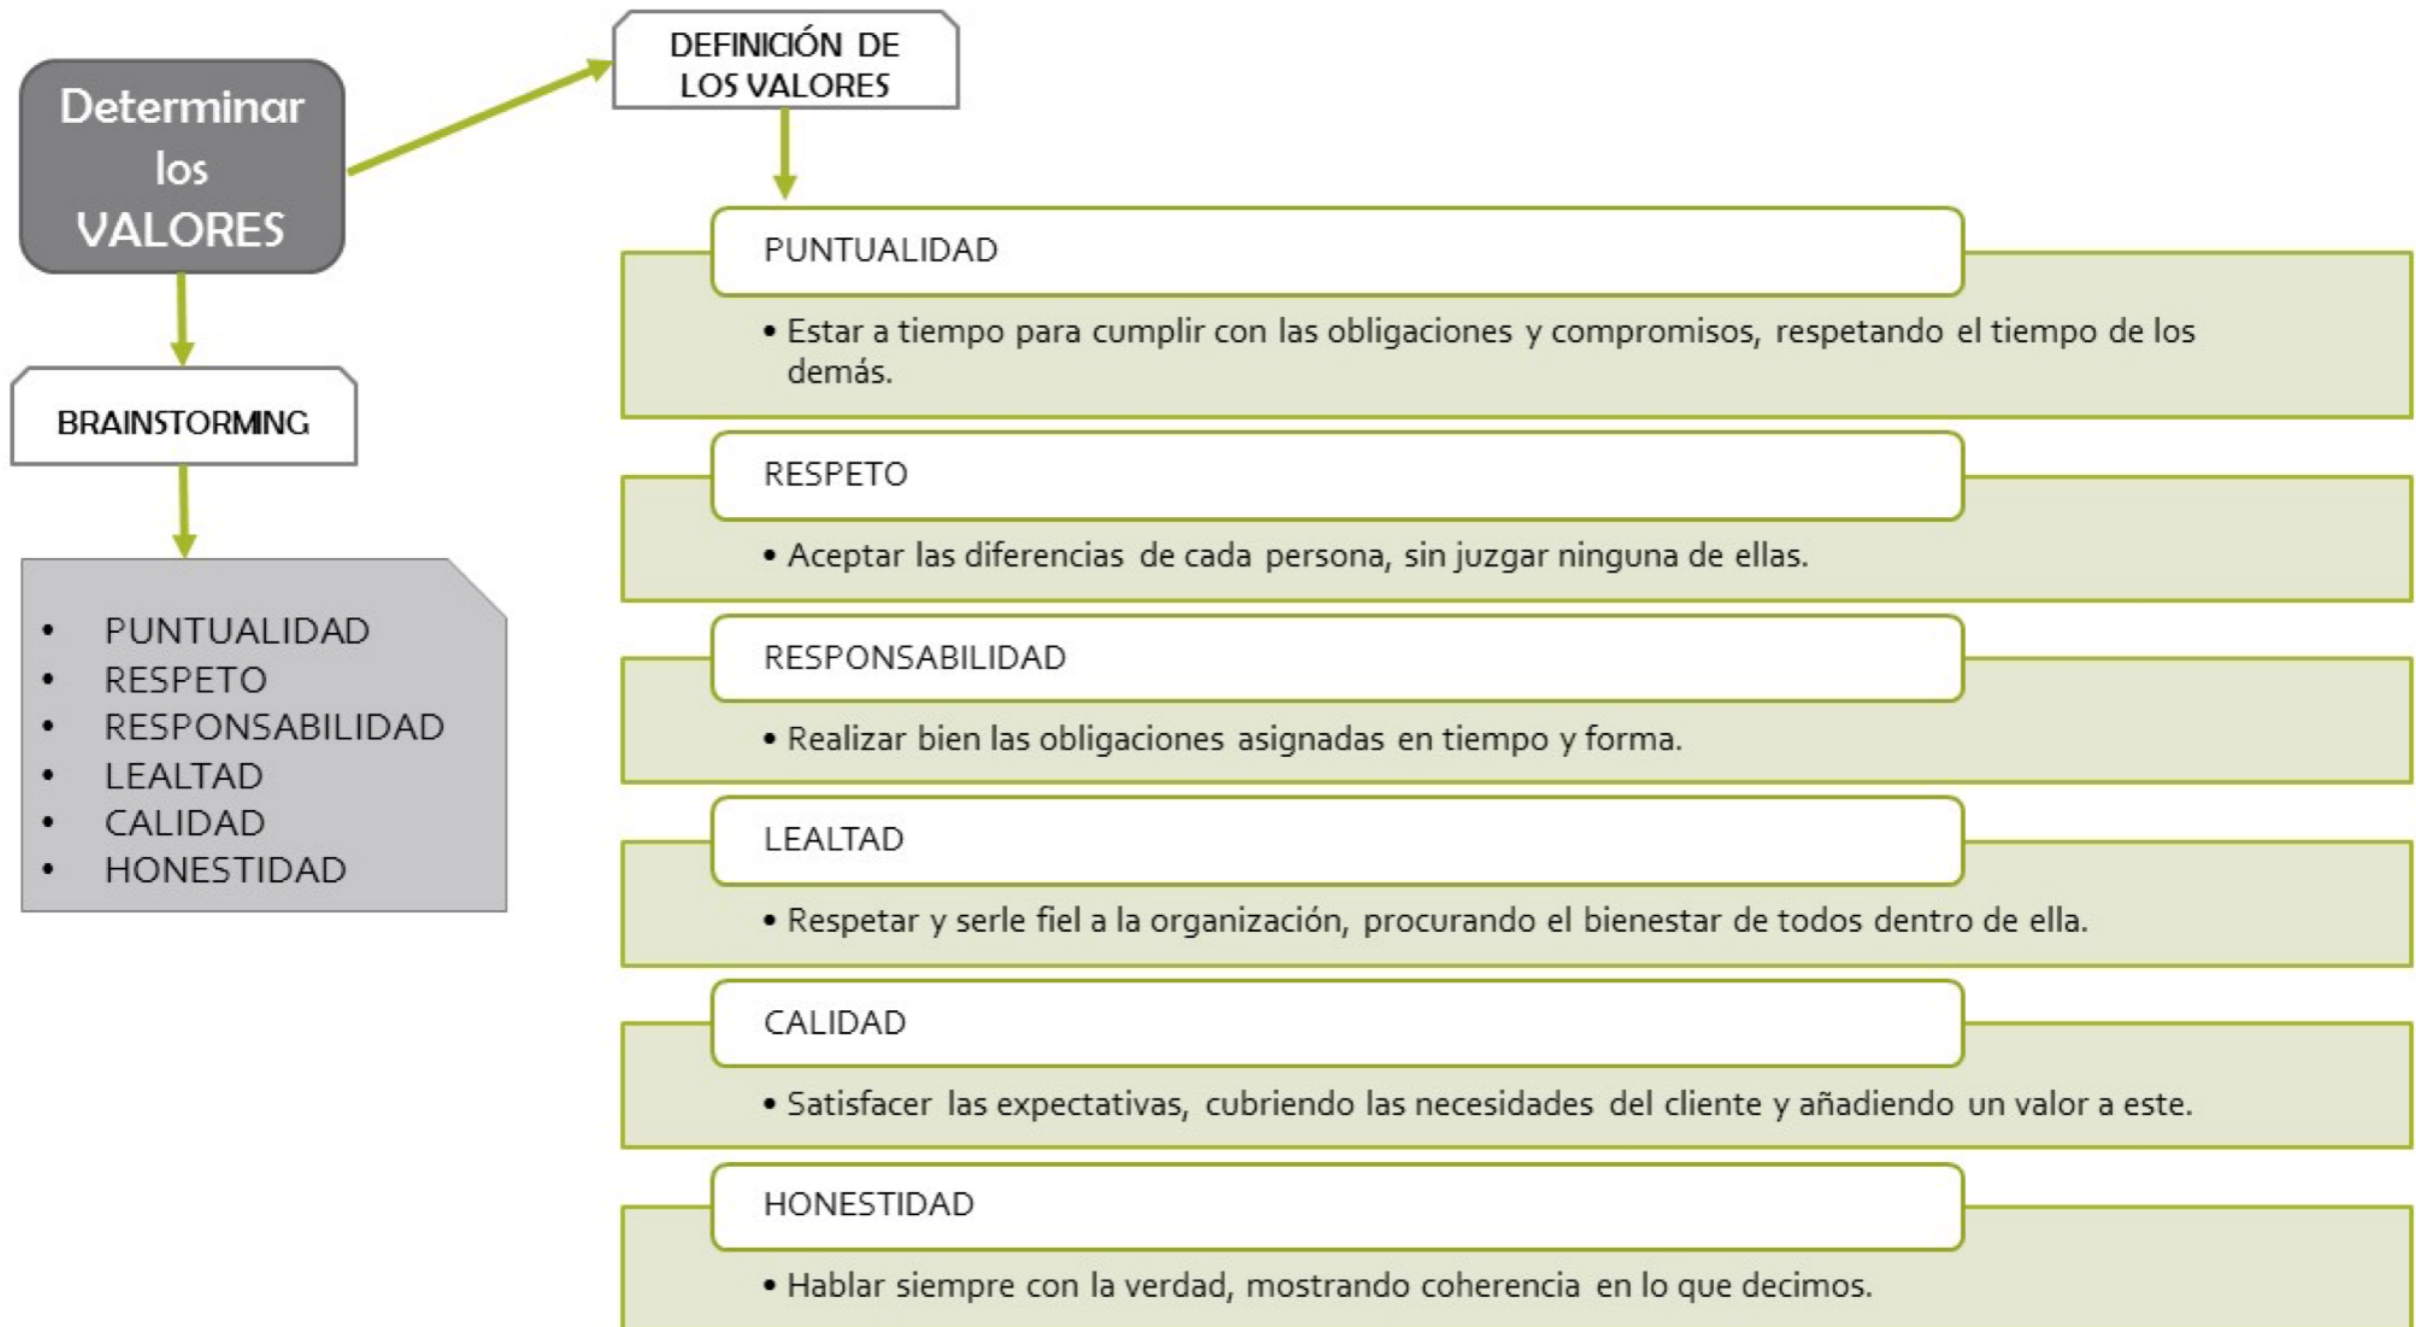 Determinar
los
VALORES
BRAINSTORMING
• PUNTUALIDAD
• RESPETO
• RESPONSABILIDAD
• LEALTAD
• CALIDAD
• HONESTIDAD
DEFINICIÓN DE
LOS VALORES
PUNTUALIDAD
• Estar a tiempo para cumplir con las obligaciones y compromisos, respetando el tiempo de los
demás.
RESPETO
• Aceptar las diferencias de cada persona, sin juzgar ninguna de ellas.
RESPONSABILIDAD
• Realizar bien las obligaciones asignadas en tiempo y forma.
LEALTAD
• Respetar y serle fiel a la organización, procurando el bienestar de todos dentro de ella.
CALIDAD
• Satisfacer las expectativas, cubriendo las necesidades del cliente y añadiendo un valor a este.
HONESTIDAD
• Hablar siempre con la verdad, mostrando coherencia en lo que decimos.